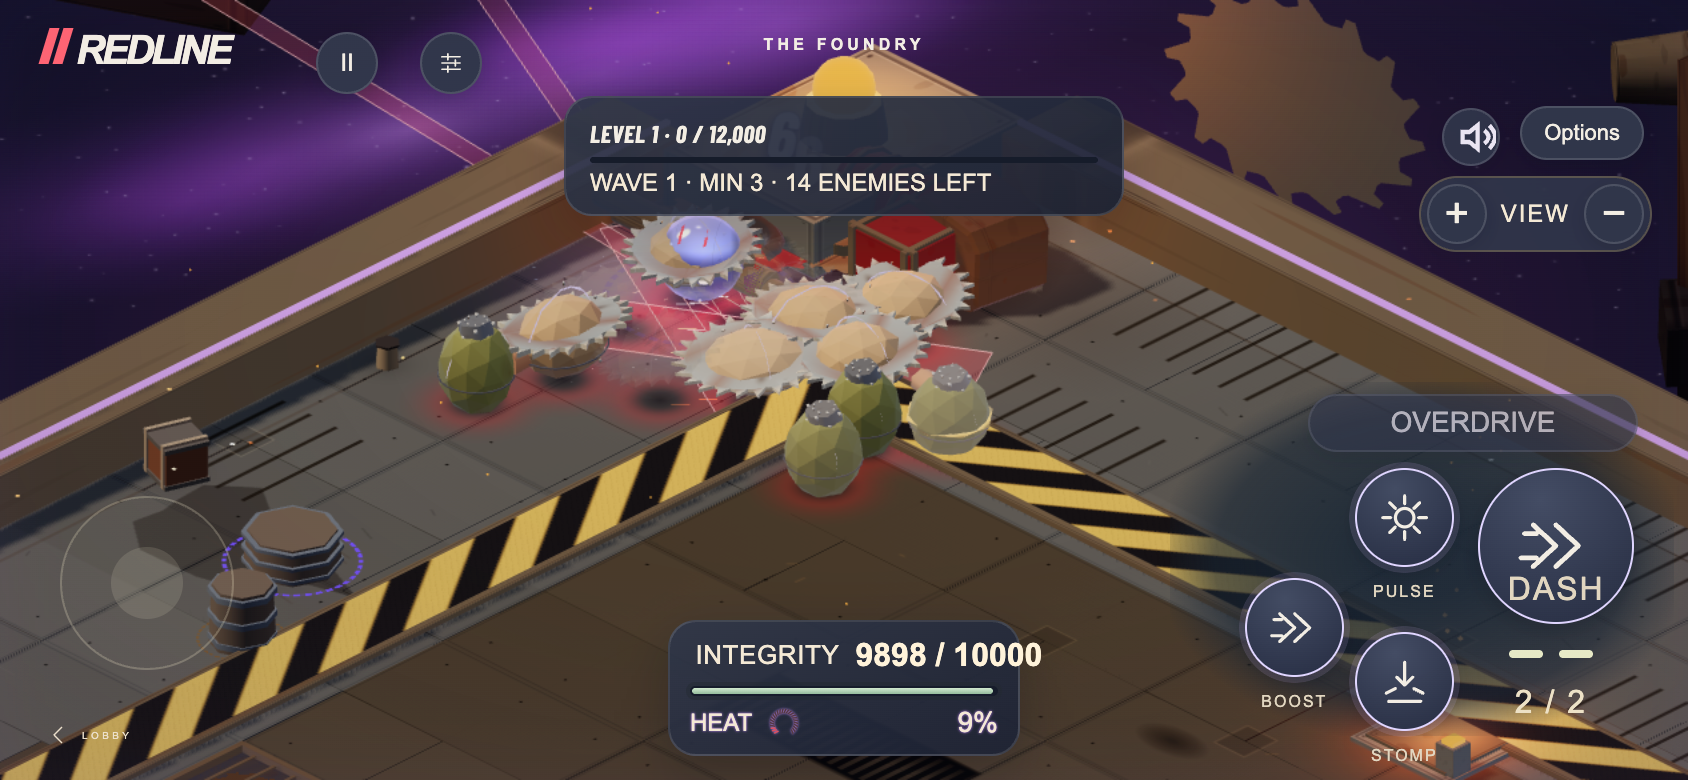 REDLINE
THE FOUNDRY
LEVEL 1 · 0 / 12,000
WAVE 1 · MIN 3 · 14 ENEMIES LEFT
Options
+ VIEW −
OVERDRIVE
PULSE
DASH
BOOST
2 / 2
STOMP
INTEGRITY 9898 / 10000
HEAT 9%
LOBBY